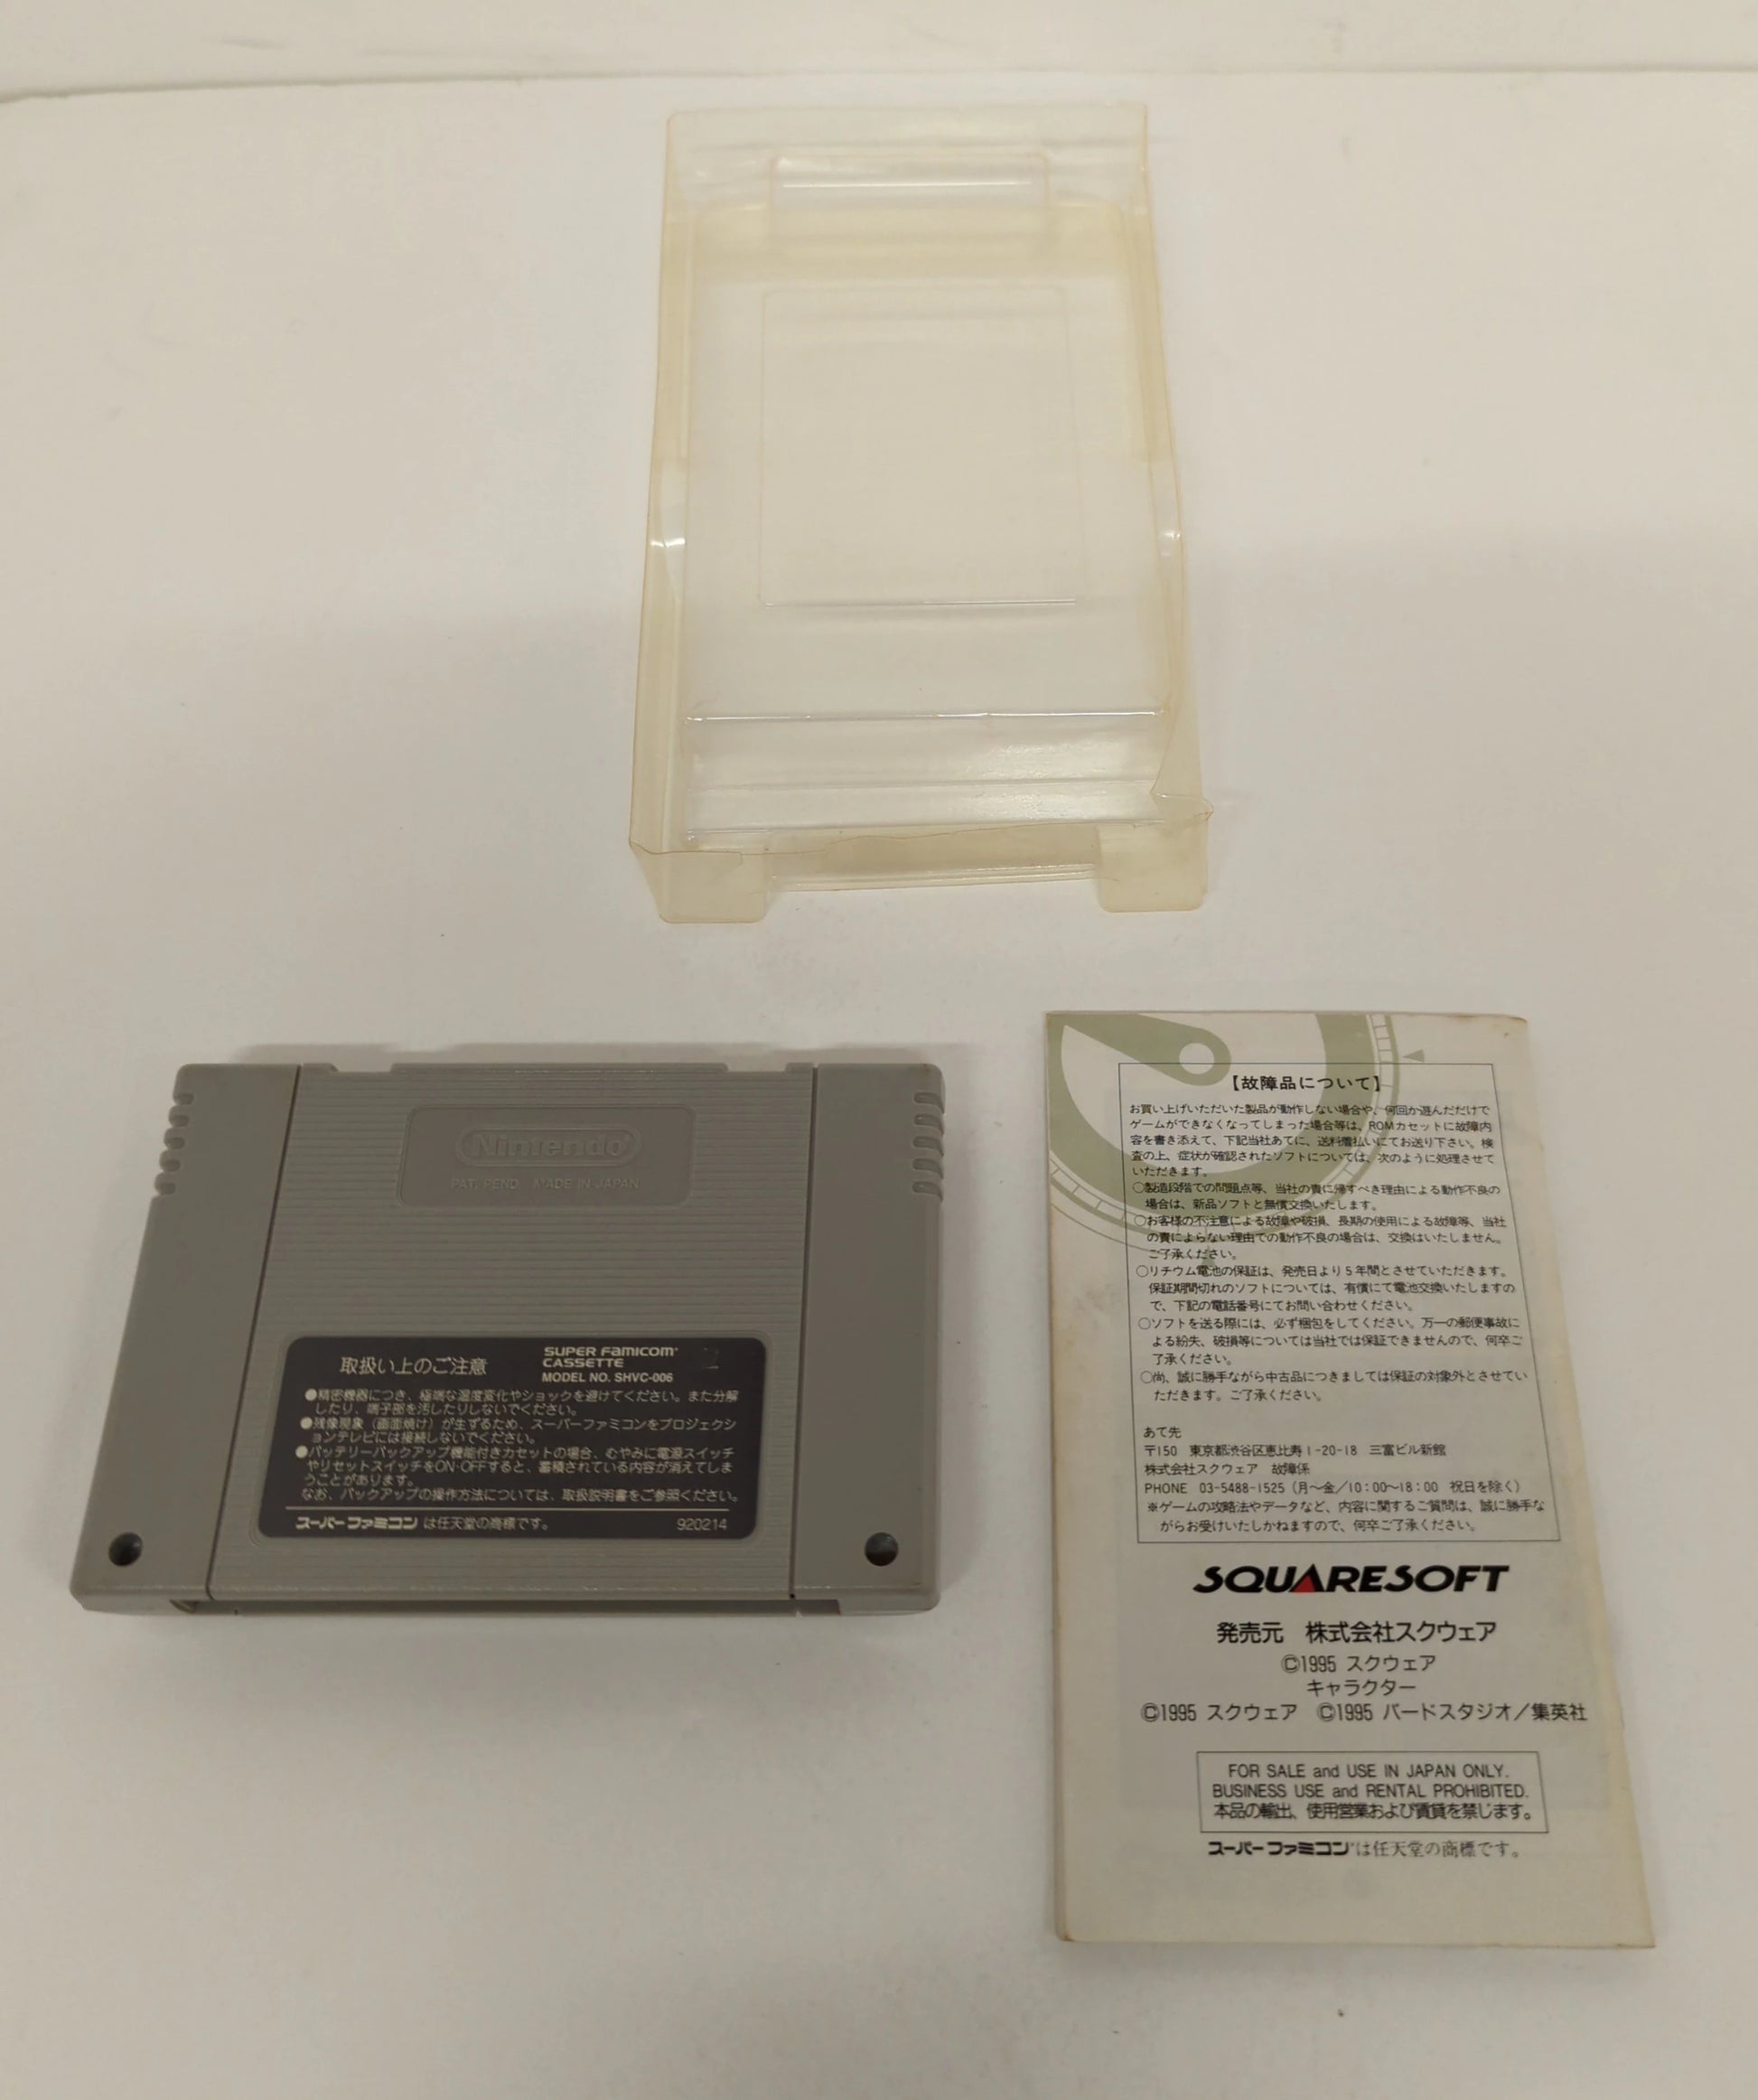 Nintendo
PAT. PEND. MADE IN JAPAN
取扱い上のご注意
SUPER FAMICOM
CASSETTE
MODEL NO. SHVC-006
●精密機器につき、極端な温度変化やショックを避けてください。また分解
したり、端子部を汚したりしないでください。
●残像現象（画面焼け）が生ずるため、スーパーファミコンをプロジェクシ
ョンテレビには接続しないでください。
●バッテリーバックアップ機能付きカセットの場合、むやみに電源スイッチ
やリセットスイッチをON・OFFすると、蓄積されている内容が消えてしま
うことがあります。
なお、バックアップの操作方法については、取扱説明書をご参照ください。
スーパーファミコンは任天堂の商標です。
920214
【故障品について】
お買い上げいただいた製品が動作しない場合や、何回か遊んだだけで
ゲームができなくなってしまった場合等は、ROMカセットに故障内
容を書き添えて、下記当社あてに、送料着払いにてお送り下さい。検
査の上、症状が確認されたソフトについては、次のように処理させて
いただきます。
○製造段階での問題点等、当社の責に帰すべき理由による動作不良の
場合は、新品ソフトと無償交換いたします。
○お客様の不注意による故障や破損、長期の使用による故障等、当社
の責によらない理由での動作不良の場合は、交換はいたしません。
ご了承ください。
○リチウム電池の保証は、発売日より5年間とさせていただきます。
保証期間切れのソフトについては、有償にて電池交換いたしますの
で、下記の電話番号にてお問い合わせください。
○ソフトを送る際には、必ず梱包をしてください。万一の郵便事故に
よる紛失、破損等については当社では保証できませんので、何卒ご
了承ください。
○尚、誠に勝手ながら中古品につきましては保証の対象外とさせてい
ただきます。ご了承ください。
あて先
〒150 東京都渋谷区恵比寿1-20-18 三富ビル新館
株式会社スクウェア 故障係
PHONE 03-5488-1525（月～金／10:00～18:00 祝日を除く）
※ゲームの攻略法やデータなど、内容に関するご質問は、誠に勝手な
がらお受けいたしかねますので、何卒ご了承ください。
SQUARESOFT
発売元 株式会社スクウェア
©1995 スクウェア
キャラクター
©1995 スクウェア ©1995 バードスタジオ／集英社
FOR SALE and USE IN JAPAN ONLY.
BUSINESS USE and RENTAL PROHIBITED.
本品の輸出、使用営業および賃貸を禁じます。
スーパーファミコンは任天堂の商標です。